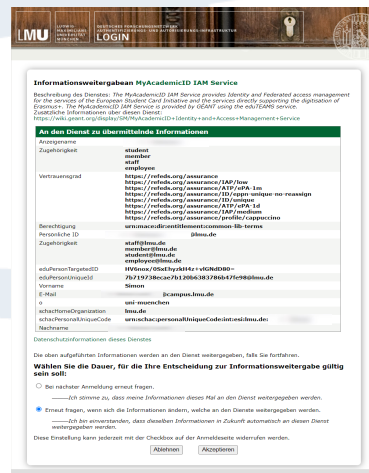 LMU
LUDWIG
MAXIMILIANS
UNIVERSITÄT
MÜNCHEN
DEUTSCHES FORSCHUNGSNETZWERK
AUTHENTIFIZIERUNGS- UND AUTORISIERUNGS-INFRASTRUKTUR
LOGIN
Informationsweitergabean MyAcademicID IAM Service
Beschreibung des Dienstes: The MyAcademicID IAM Service provides Identity and Federated access management
for the services of the European Student Card Initiative and the services directly supporting the digitisation of
Erasmus+. The MyAcademicID IAM Service is provided by GEANT using the eduTEAMS service.
Zusätzliche Informationen über diesen Dienst:
https://wiki.geant.org/display/SM/MyAcademicID+Identity+and+Access+Management+Service
An den Dienst zu übermittelnde Informationen
Anzeigename
Zugehörigkeit student
member
staff
employee
Vertrauensgrad https://refeds.org/assurance
https://refeds.org/assurance/IAP/low
https://refeds.org/assurance/ATP/ePA-1m
https://refeds.org/assurance/ID/eppn-unique-no-reassign
https://refeds.org/assurance/ID/unique
https://refeds.org/assurance/ATP/ePA-1d
https://refeds.org/assurance/IAP/medium
https://refeds.org/assurance/profile/cappuccino
Berechtigung urn:mace:dir:entitlement:common-lib-terms
Persönliche ID @lmu.de
Zugehörigkeit staff@lmu.de
member@lmu.de
student@lmu.de
employee@lmu.de
eduPersonTargetedID
eduPersonUniqueId 7b719738ecae7b120b6383786b47fe98@lmu.de
Vorname Simon
E-Mail @campus.lmu.de
o uni-muenchen
schacHomeOrganization lmu.de
schacPersonalUniqueCode urn:schac:personalUniqueCode:int:esi:lmu.de:
Nachname
Datenschutzinformationen dieses Dienstes
Die oben aufgeführten Informationen werden an den Dienst weitergegeben, falls Sie fortfahren.
Wählen Sie die Dauer, für die Ihre Entscheidung zur Informationweitergabe gültig
sein soll:
Bei nächster Anmeldung erneut fragen.
Ich stimme zu, dass meine Informationen dieses Mal an den Dienst weitergegeben werden.
Erneut fragen, wenn sich die Informationen ändern, welche an den Dienste weitergegeben werden.
Ich bin einverstanden, dass dieselben Informationen in Zukunft automatisch an diesen Dienst
weitergegeben werden.
Diese Einstellung kann jederzeit mit der Checkbox auf der Anmeldeseite widerrufen werden.
Ablehnen Akzeptieren